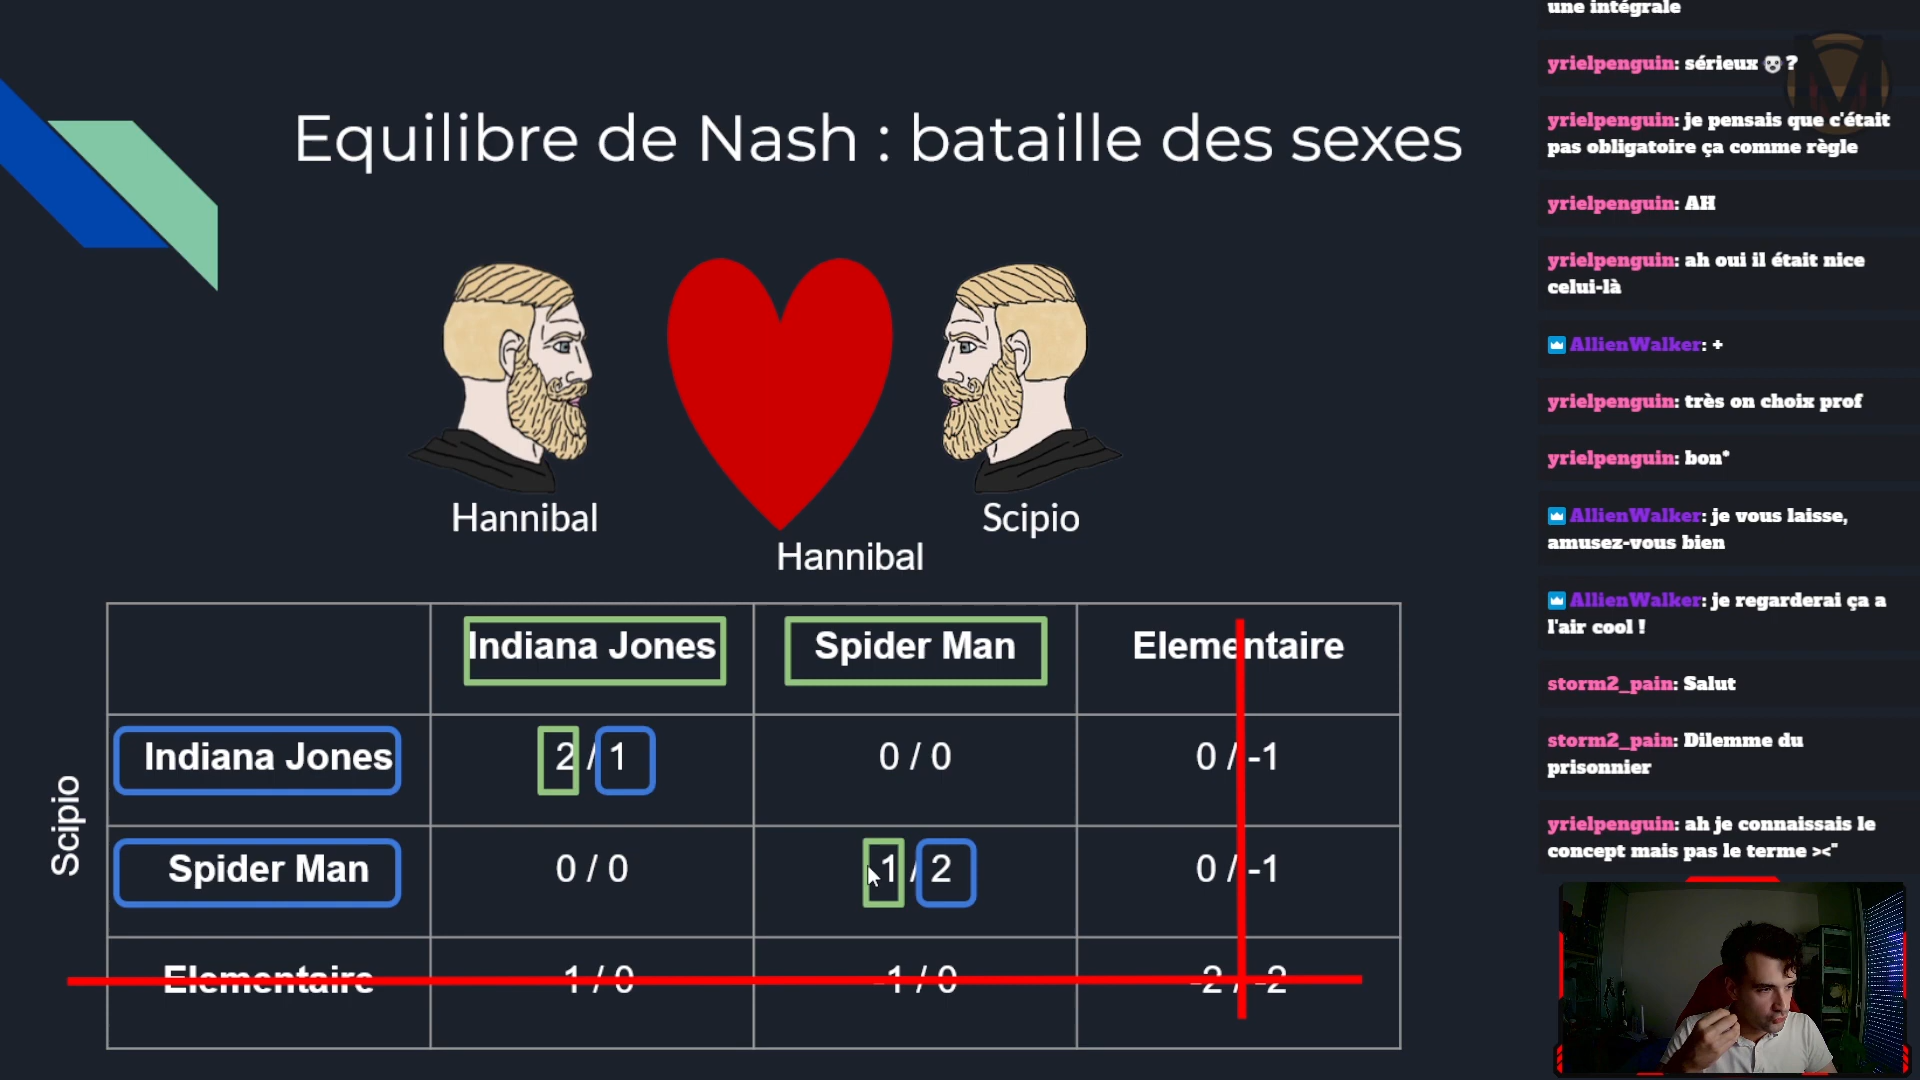 Equilibre de Nash : bataille des sexes
Hannibal
Scipio
Hannibal
Indiana Jones
Spider Man
Elementaire
Scipio
Indiana Jones
2 / 1
0 / 0
0 / -1
Spider Man
0 / 0
1 / 2
0 / -1
Elementaire
-1 / 0
-1 / 0
-2 / -2
une intégrale
yrielpenguin: sérieux ?
yrielpenguin: je pensais que c'était
pas obligatoire ça comme règle
yrielpenguin: AH
yrielpenguin: ah oui il était nice
celui-là
AllienWalker: +
yrielpenguin: très on choix prof
yrielpenguin: bon*
AllienWalker: je vous laisse,
amusez-vous bien
AllienWalker: je regarderai ça a
l'air cool !
storm2_pain: Salut
storm2_pain: Dilemme du
prisonnier
yrielpenguin: ah je connaissais le
concept mais pas le terme ><"